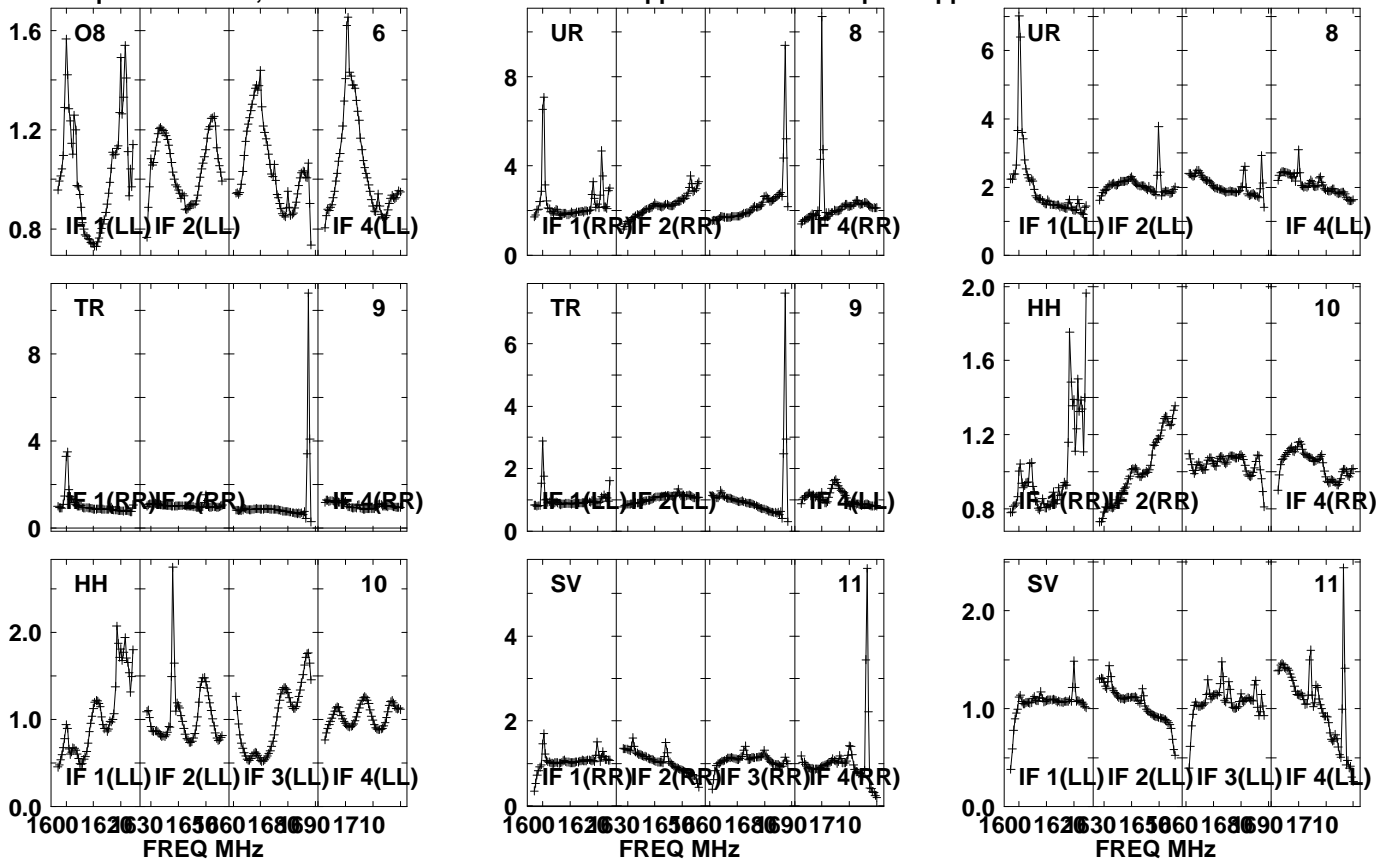 O8 6
UR 8
UR 8
1.6
1.2
0.8
8
4
2
0
6
4
2
0
IF 1(LL) IF 2(LL) IF 4(LL)
IF 1(RR) IF 2(RR) IF 4(RR)
IF 1(LL) IF 2(LL) IF 4(LL)
TR 9
TR 9
HH 10
8
4
2
0
6
4
2
1
0
2.0
1.6
1.2
0.8
IF 1(RR) IF 2(RR) IF 4(RR)
IF 1(LL) IF 2(LL) IF 4(LL)
IF 1(RR) IF 2(RR) IF 4(RR)
HH 10
SV 11
SV 11
2.0
1.0
0.0
4
2
0
2.0
1.0
0.0
IF 1(LL) IF 2(LL) IF 3(LL) IF 4(LL)
IF 1(RR) IF 2(RR) IF 3(RR) IF 4(RR)
IF 1(LL) IF 2(LL) IF 3(LL) IF 4(LL)
1600 1690 1710
1600 1690 1710
1600 1690 1710
FREQ MHz
FREQ MHz
FREQ MHz